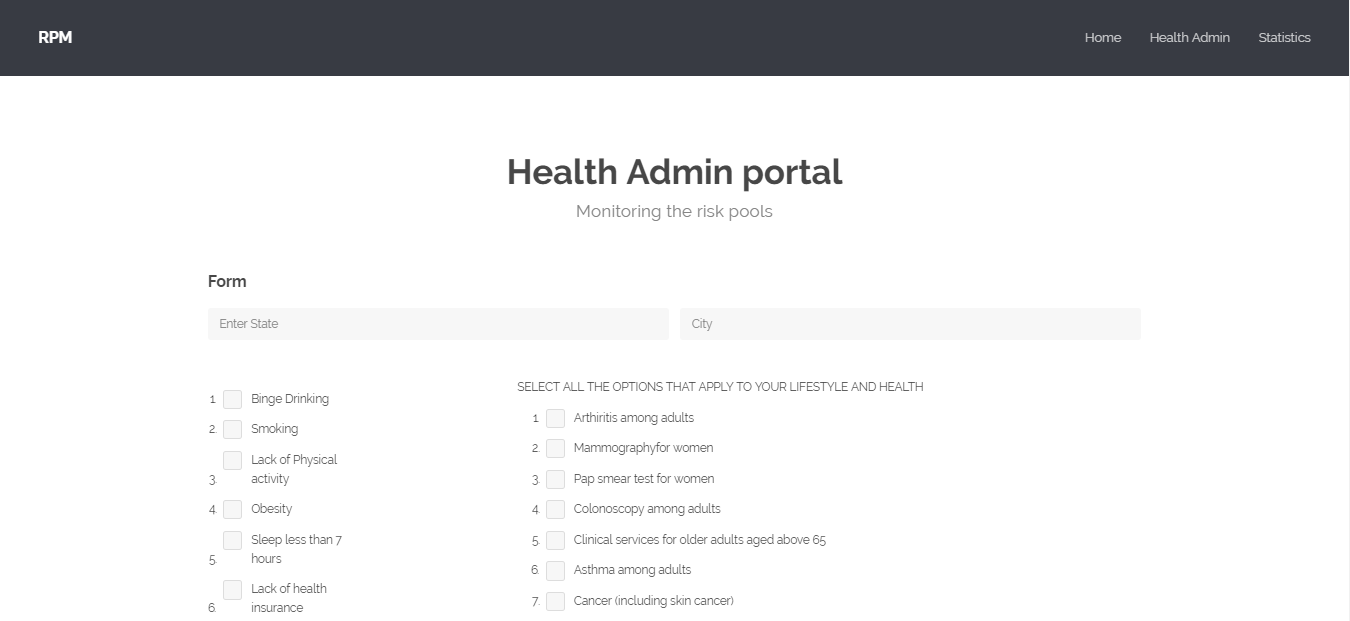 RPM
Home Health Admin Statistics
Health Admin portal
Monitoring the risk pools
Form
Enter State City
1. Binge Drinking
2. Smoking
3. Lack of Physical
activity
4. Obesity
5. Sleep less than 7
hours
6. Lack of health
insurance
SELECT ALL THE OPTIONS THAT APPLY TO YOUR LIFESTYLE AND HEALTH
1. Arthiritis among adults
2. Mammographyfor women
3. Pap smear test for women
4. Colonoscopy among adults
5. Clinical services for older adults aged above 65
6. Asthma among adults
7. Cancer (including skin cancer)